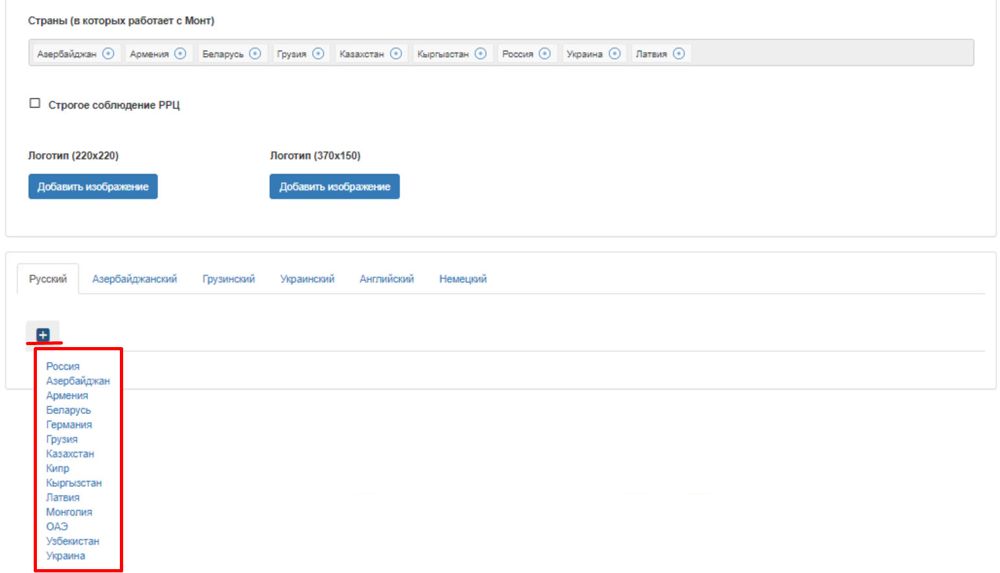 Страны (в которых работает с Монт)
Азербайджан Армения Беларусь Грузия Казахстан Кыргызстан Россия Украина Латвия
Строгое соблюдение РРЦ
Логотип (220x220) Логотип (370x150)
Добавить изображение Добавить изображение
Русский Азербайджанский Грузинский Украинский Английский Немецкий
Россия
Азербайджан
Армения
Беларусь
Германия
Грузия
Казахстан
Кипр
Кыргызстан
Латвия
Монголия
ОАЭ
Узбекистан
Украина